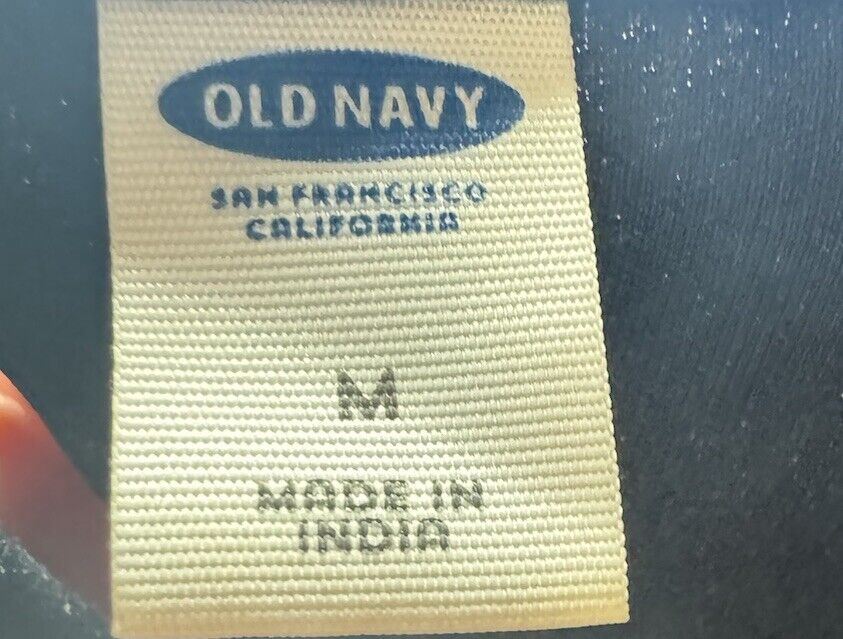 OLD NAVY
SAN FRANCISCO
CALIFORNIA
M
MADE IN
INDIA